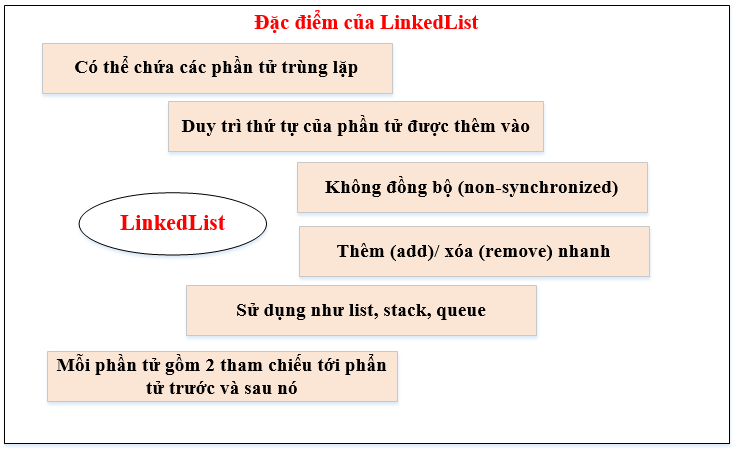 Đặc điểm của LinkedList
Có thể chứa các phần tử trùng lặp
Duy trì thứ tự của phần tử được thêm vào
Không đồng bộ (non-synchronized)
LinkedList
Thêm (add)/ xóa (remove) nhanh
Sử dụng như list, stack, queue
Mỗi phần tử gồm 2 tham chiếu tới phẩn
tử trước và sau nó